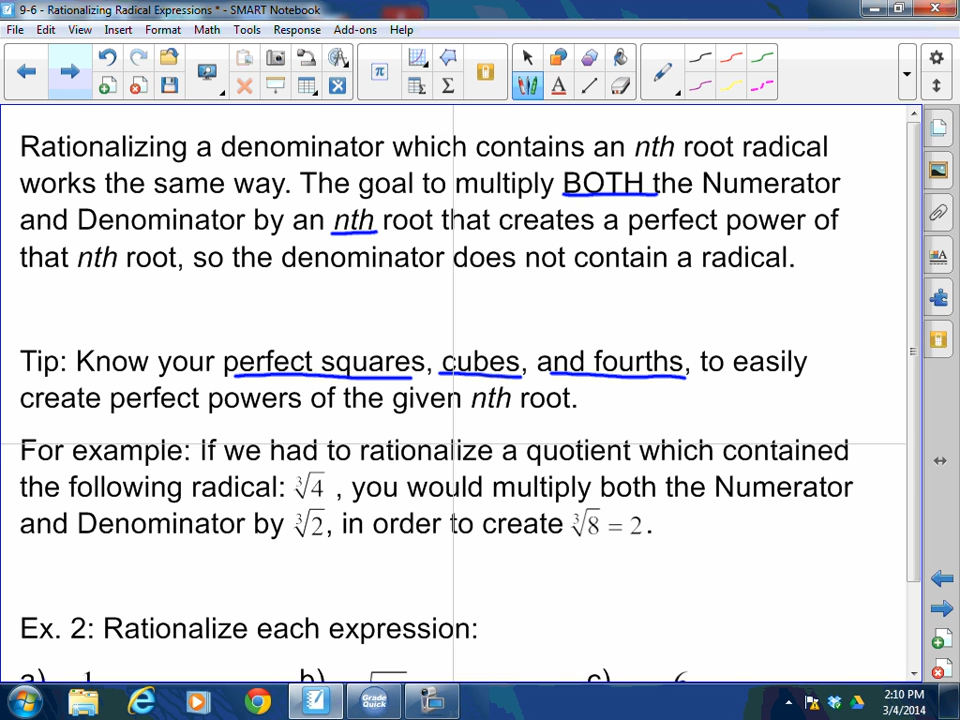 9-6 - Rationalizing Radical Expressions * - SMART Notebook
File Edit View Insert Format Math Tools Response Add-ons Help
Rationalizing a denominator which contains an nth root radical
works the same way. The goal to multiply BOTH the Numerator
and Denominator by an nth root that creates a perfect power of
that nth root, so the denominator does not contain a radical.
Tip: Know your perfect squares, cubes, and fourths, to easily
create perfect powers of the given nth root.
For example: If we had to rationalize a quotient which contained
the following radical: ∛4 , you would multiply both the Numerator
and Denominator by ∛2, in order to create ∛8 = 2.
Ex. 2: Rationalize each expression:
a) 1 b) c) 6
Grade Quick
2:10 PM
3/4/2014